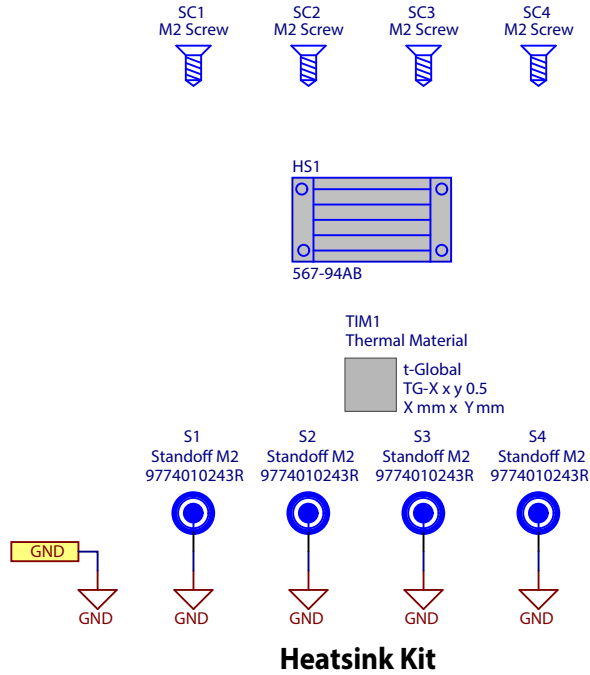 SC1 SC2 SC3 SC4
M2 Screw M2 Screw M2 Screw M2 Screw
HS1
567-94AB
TIM1
Thermal Material
t-Global
TG-X x y 0.5
X mm x Y mm
S1 S2 S3 S4
Standoff M2 Standoff M2 Standoff M2 Standoff M2
9774010243R 9774010243R 9774010243R 9774010243R
GND
GND GND GND GND GND
Heatsink Kit